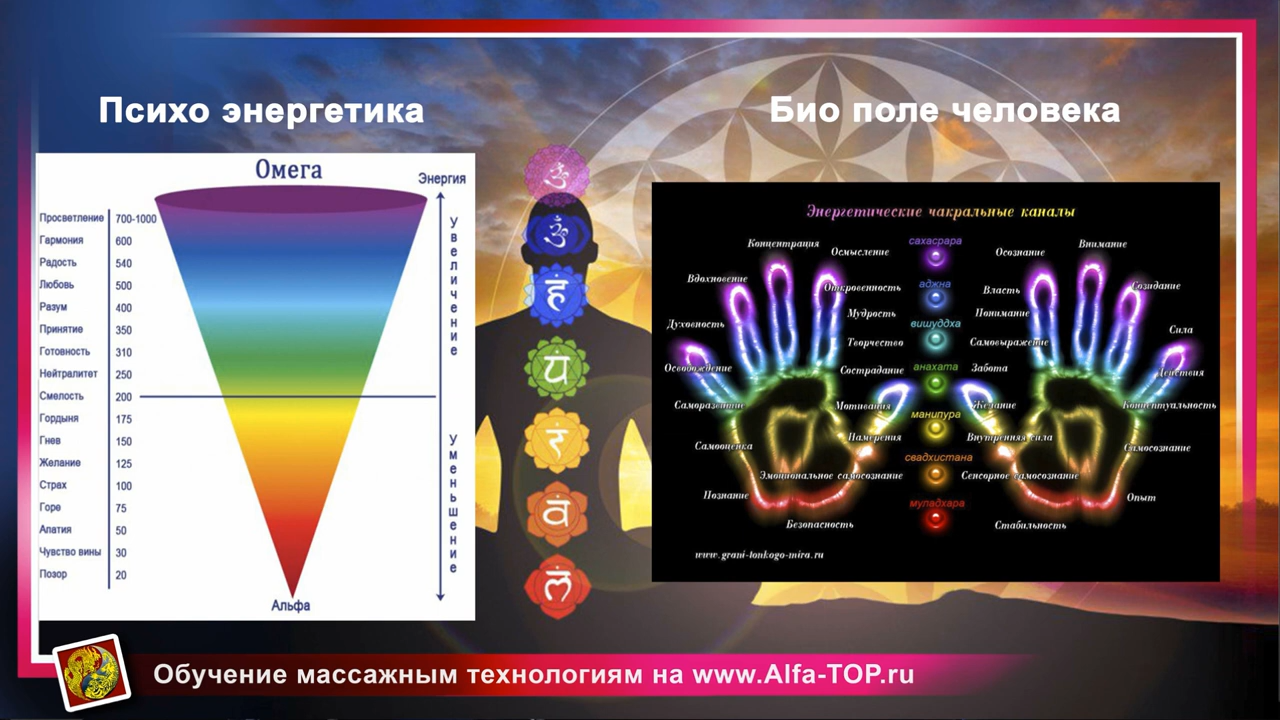 Психо энергетика
Био поле человека
Омега
Энергия
Просветление 700-1000
Гармония 600
Радость 540
Любовь 500
Разум 400
Принятие 350
Готовность 310
Нейтралитет 250
Смелость 200
Гордыня 175
Гнев 150
Желание 125
Страх 100
Горе 75
Апатия 50
Чувство вины 30
Позор 20
Увеличение
Уменьшение
Альфа
ॐ
ॐ
हं
यं
रं
वं
लं
Энергетические чакральные каналы
Концентрация
Осмысление
Вдохновение
Откровенность
Мудрость
Духовность
Творчество
Освобождение
Сострадание
Саморазвитие
Мотивация
Самооценка
Намерения
Эмоциональное самосознание
Познание
Безопасность
сахасрара
аджна
вишуддха
анахата
манипура
свадхистана
муладхара
Внимание
Осознание
Власть
Созидание
Понимание
Сила
Самовыражение
Забота
Действия
Желание
Концептуальность
Внутренняя сила
Самосознание
Сенсорное самосознание
Опыт
Стабильность
www.grani-tonkogo-mira.ru
Обучение массажным технологиям на www.Alfa-TOP.ru